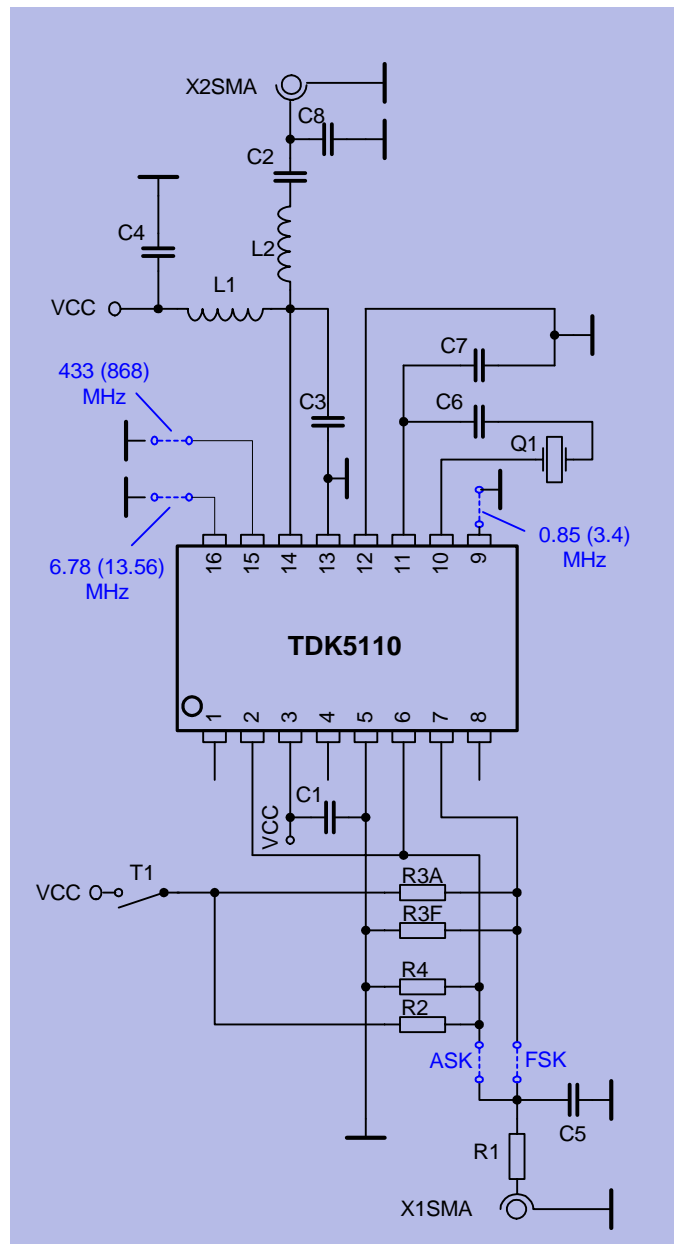 X2SMA
C8
C2
C4
L2
L1
VCC
433 (868)
MHz
C7
C3
C6
Q1
6.78 (13.56)
MHz
0.85 (3.4)
MHz
16 15 14 13 12 11 10 9
TDK5110
1 2 3 4 5 6 7 8
C1
VCC
T1
VCC
R3A
R3F
R4
R2
ASK
FSK
C5
R1
X1SMA